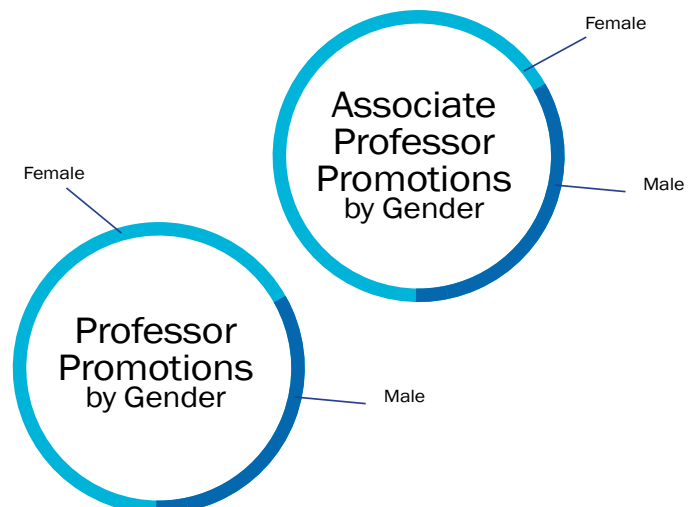 Female
Associate
Professor
Promotions
by Gender
Male
Female
Professor
Promotions
by Gender
Male